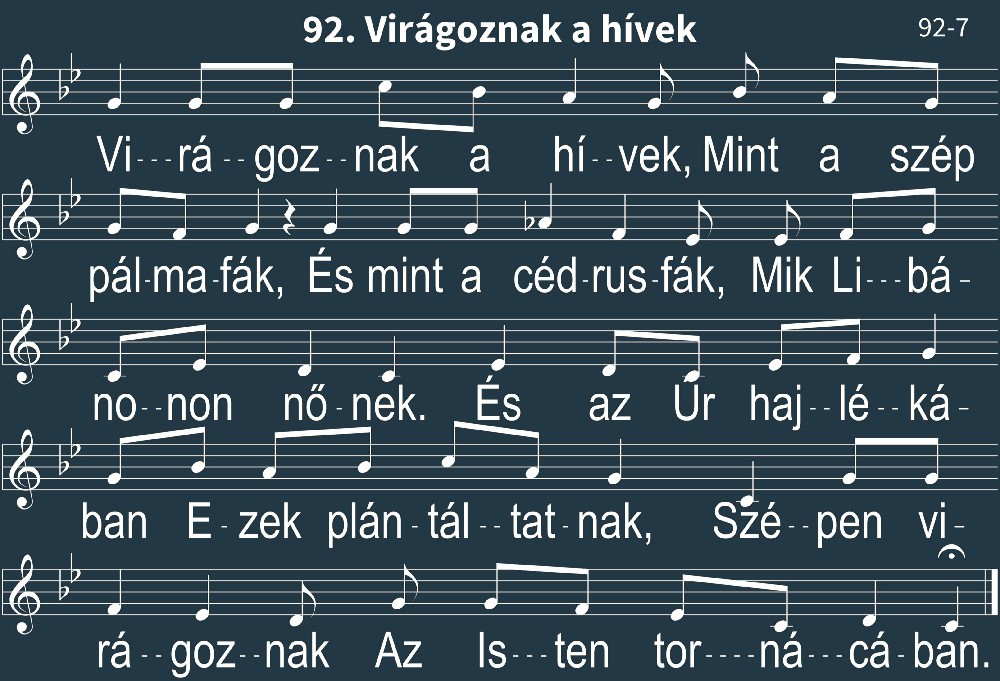 92. Virágoznak a hívek
92-7
Vi---rá--goz--nak a hí--vek, Mint a szép
pál-ma-fák, És mint a céd-rus-fák, Mik Li---bá-
no--non nő-nek. És az Úr haj--lé--ká-
ban E-zek plán-tál--tat-nak, Szé--pen vi-
rá--goz--nak Az Is---ten tor----ná---cá-ban.